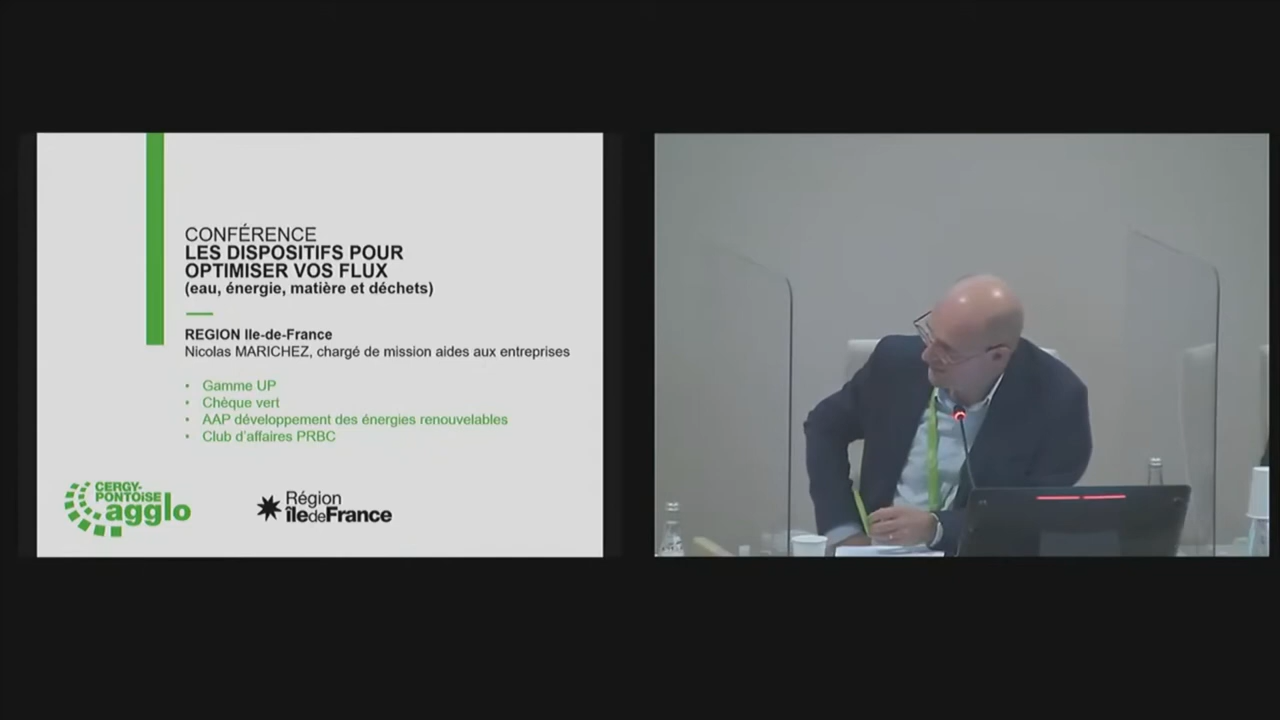 CONFÉRENCE
LES DISPOSITIFS POUR
OPTIMISER VOS FLUX
(eau, énergie, matière et déchets)
REGION Ile-de-France
Nicolas MARICHEZ, chargé de mission aides aux entreprises
• Gamme UP
• Chèque vert
• AAP développement des énergies renouvelables
• Club d'affaires PRBC
CERGY-
PONTOISE
agglo
Région
îledeFrance